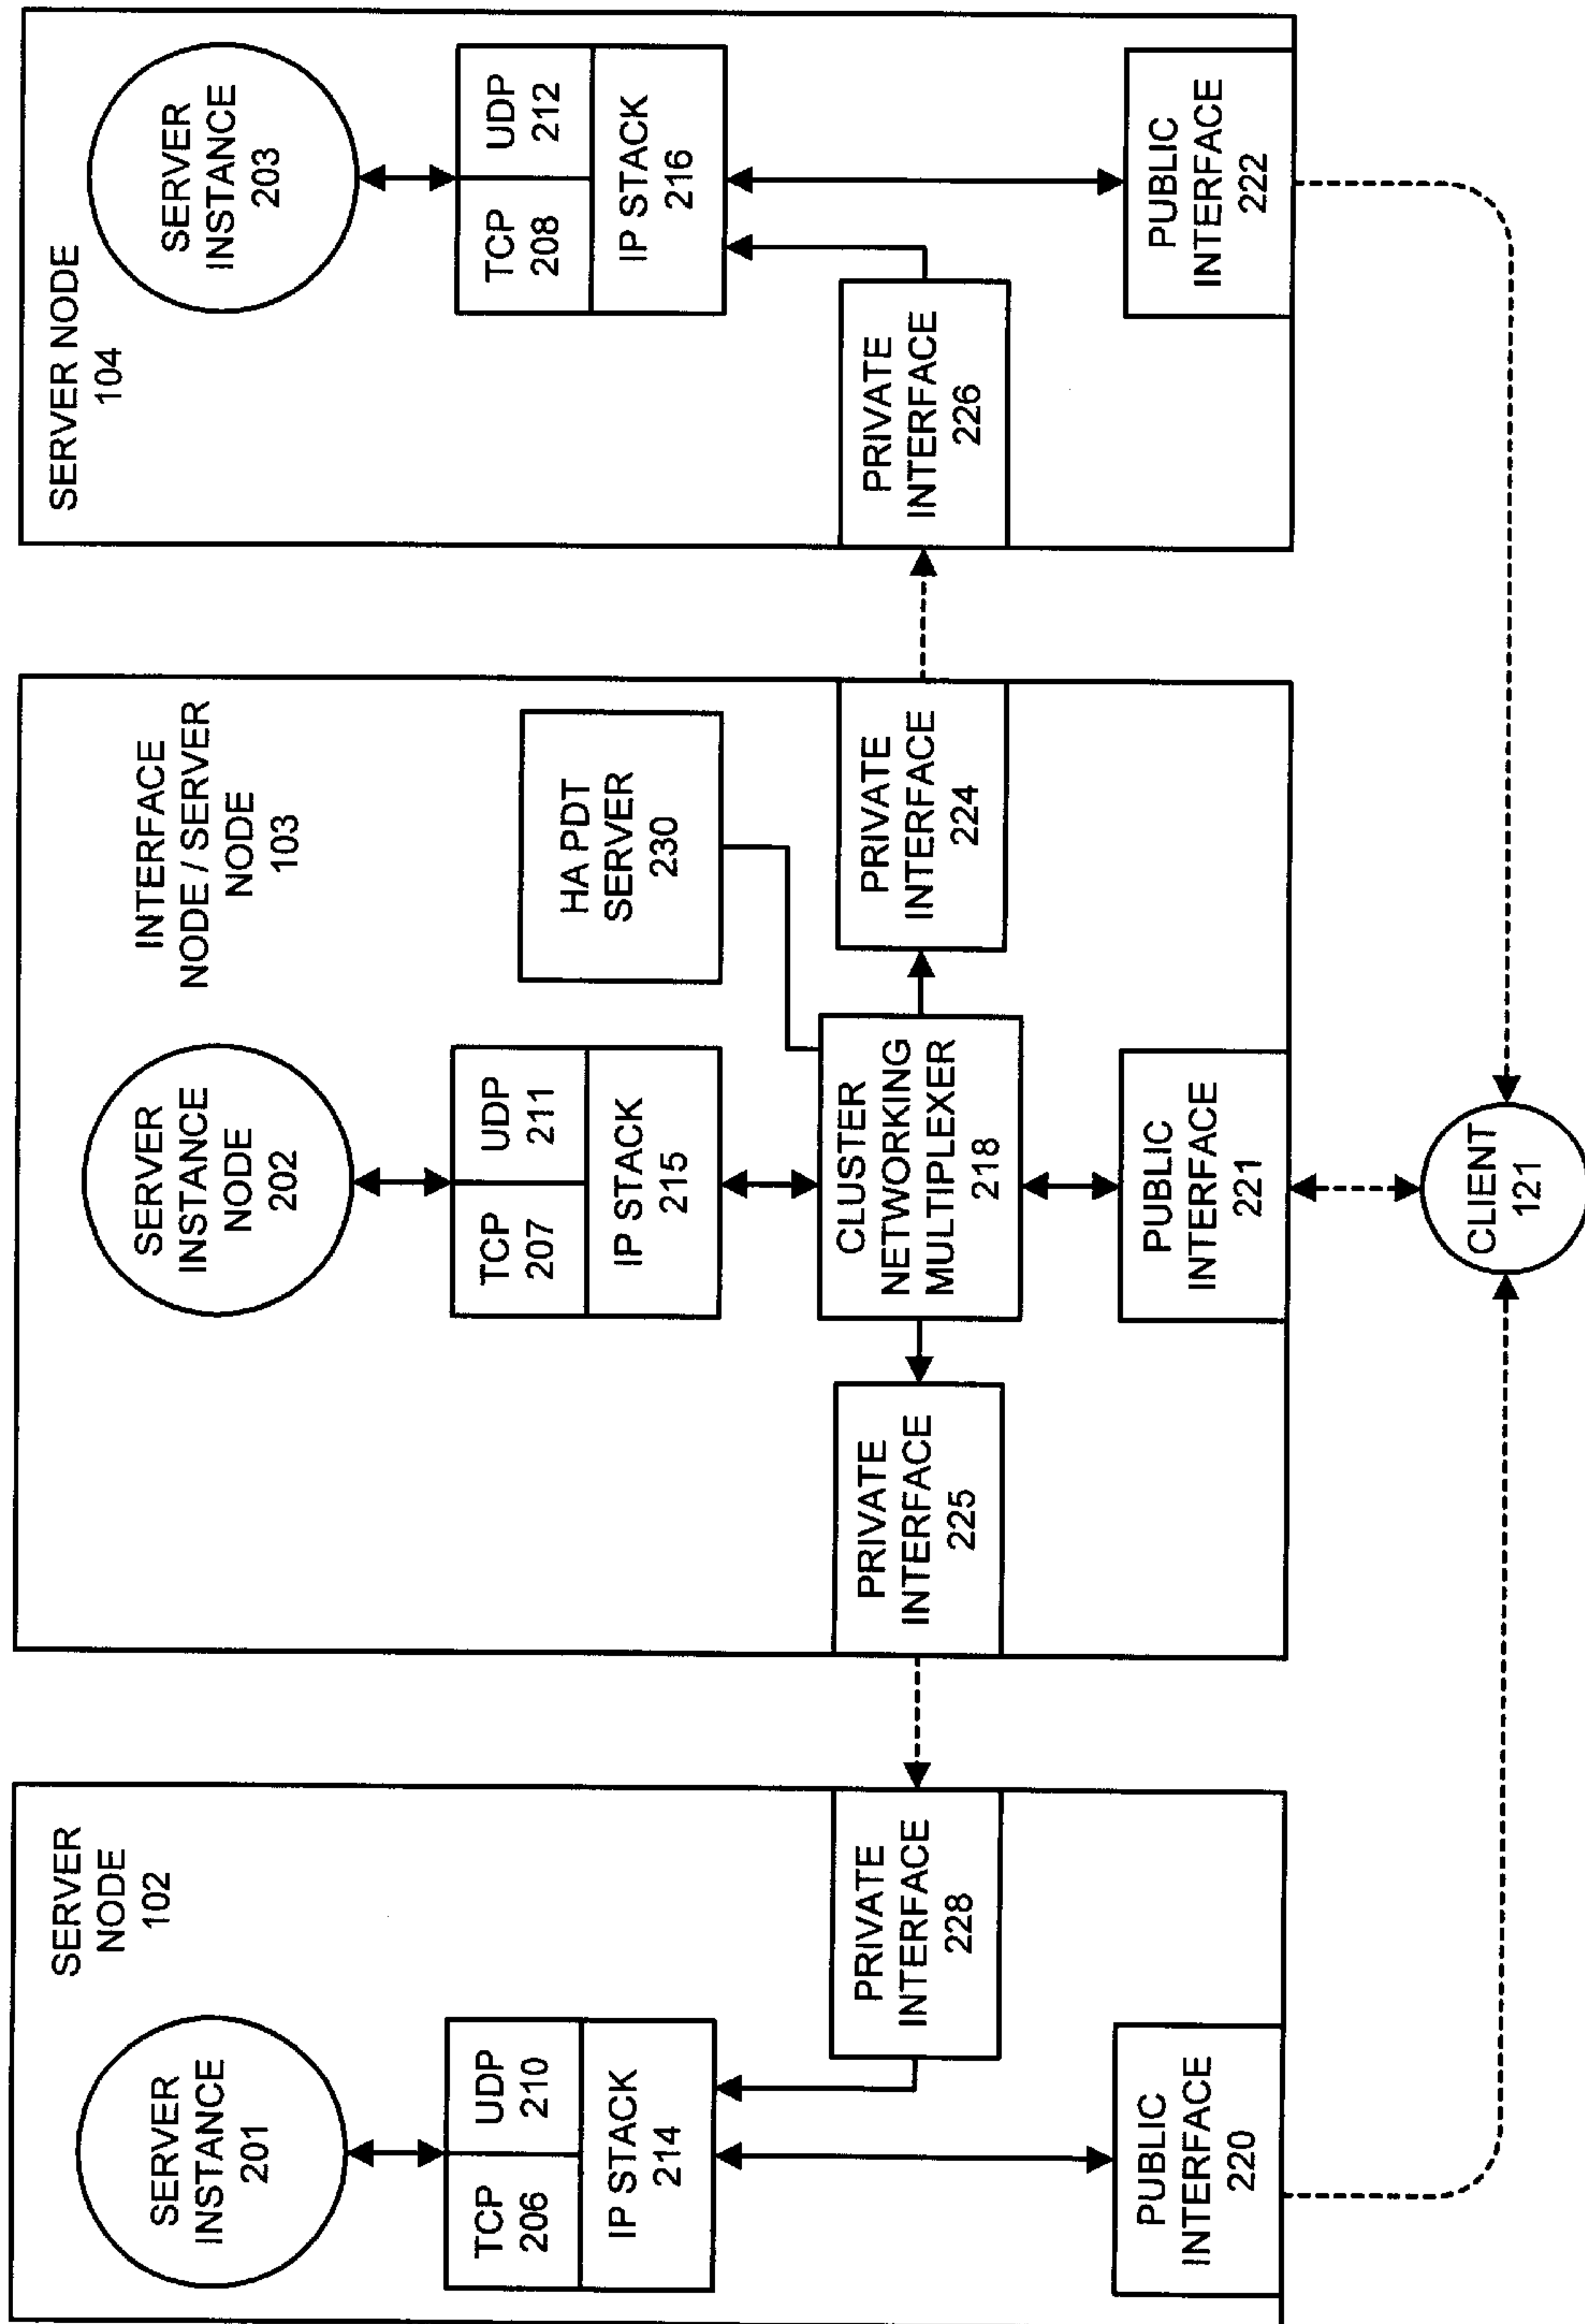 SERVER
NODE
102
SERVER
INSTANCE
201
TCP
206
UDP
210
IP STACK
214
PRIVATE
INTERFACE
228
PUBLIC
INTERFACE
220
INTERFACE
NODE / SERVER
NODE
103
SERVER
INSTANCE
NODE
202
TCP
207
UDP
211
IP STACK
215
HA PDT
SERVER
230
PRIVATE
INTERFACE
225
CLUSTER
NETWORKING
MULTIPLEXER
218
PRIVATE
INTERFACE
224
PUBLIC
INTERFACE
221
SERVER NODE
104
SERVER
INSTANCE
203
TCP
208
UDP
212
IP STACK
216
PRIVATE
INTERFACE
226
PUBLIC
INTERFACE
222
CLIENT
121